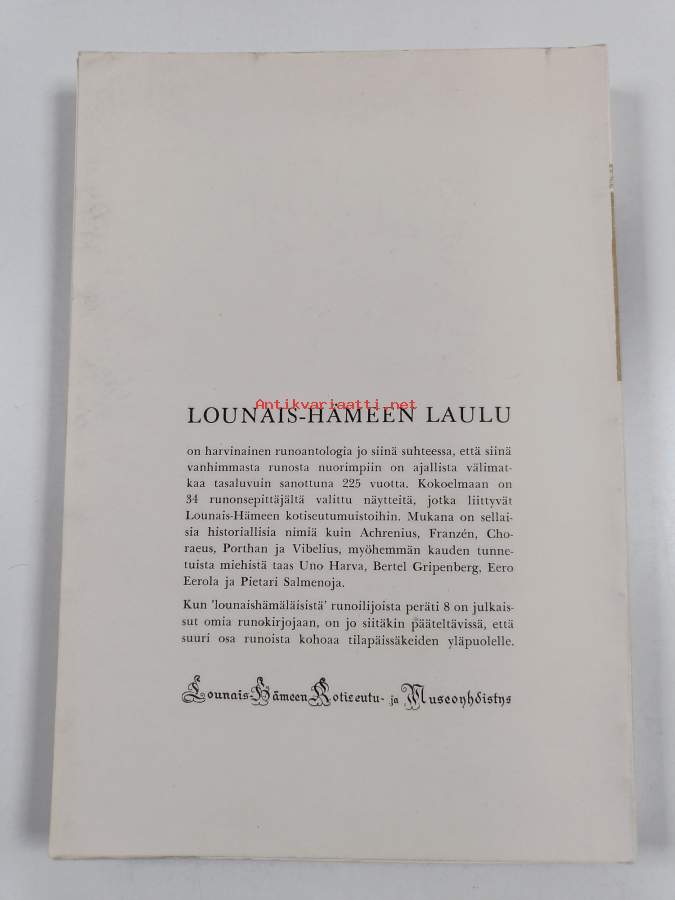 Antikvariaatti.net
LOUNAIS-HÄMEEN LAULU
on harvinainen runoantologia jo siinä suhteessa, että siinä
vanhimmasta runosta nuorimpiin on ajallista välimat-
kaa tasaluvuin sanottuna 225 vuotta. Kokoelmaan on
34 runonsepittäjältä valittu näytteitä, jotka liittyvät
Lounais-Hämeen kotiseutumuistoihin. Mukana on sellai-
sia historiallisia nimiä kuin Achrenius, Franzén, Cho-
raeus, Porthan ja Vibelius, myöhemmän kauden tunne-
tuista miehistä taas Uno Harva, Bertel Gripenberg, Eero
Eerola ja Pietari Salmenoja.
Kun 'lounaishämäläisistä' runoilijoista peräti 8 on julkais-
sut omia runokirjojaan, on jo siitäkin pääteltävissä, että
suuri osa runoista kohoaa tilapäissäkeiden yläpuolelle.
Lounais-Hämeen Kotiseutu- ja Museoyhdistys